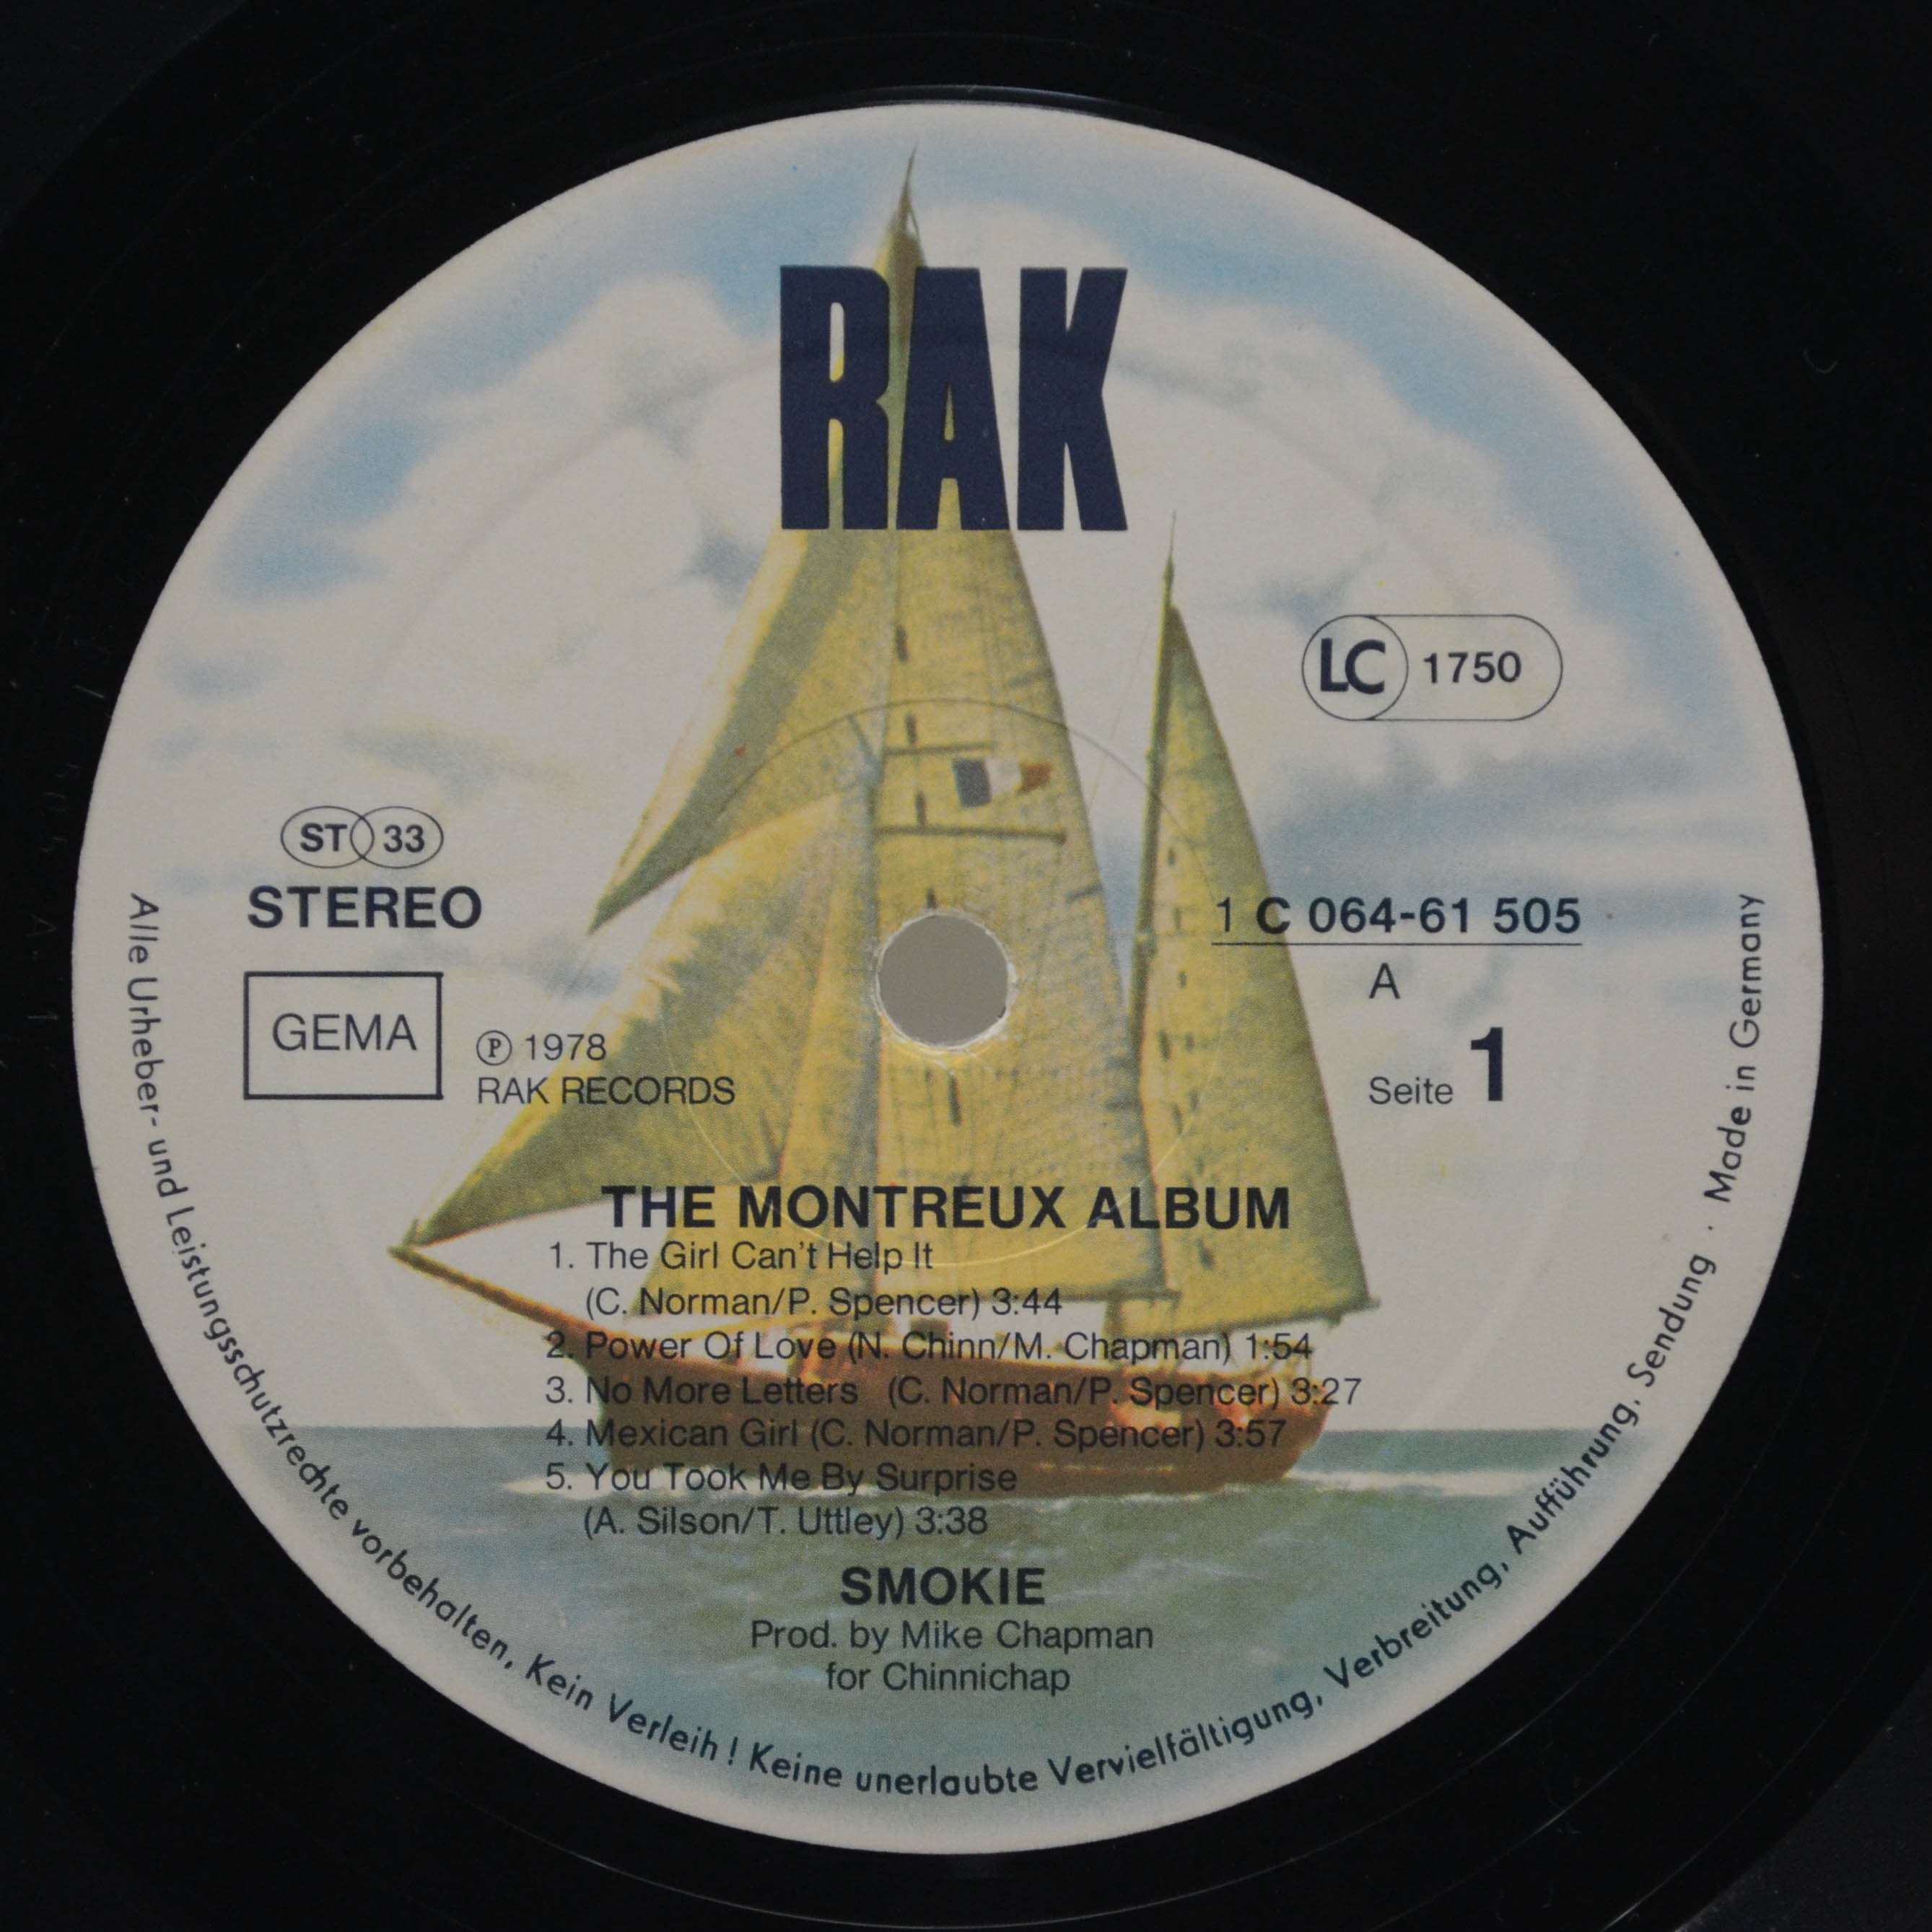 RAK
LC 1750
ST 33
STEREO
1 C 064-61 505
A
GEMA
Ⓟ 1978
RAK RECORDS
Seite 1
THE MONTREUX ALBUM
1. The Girl Can't Help It
(C. Norman/P. Spencer) 3:44
2. Power Of Love (N. Chinn/M. Chapman) 1:54
3. No More Letters (C. Norman/P. Spencer) 3:27
4. Mexican Girl (C. Norman/P. Spencer) 3:57
5. You Took Me By Surprise
(A. Silson/T. Uttley) 3:38
SMOKIE
Prod. by Mike Chapman
for Chinnichap
Alle Urheber- und Leistungsschutzrechte vorbehalten, Kein Verleih! Keine unerlaubte Vervielfältigung, Verbreitung, Aufführung, Sendung · Made in Germany